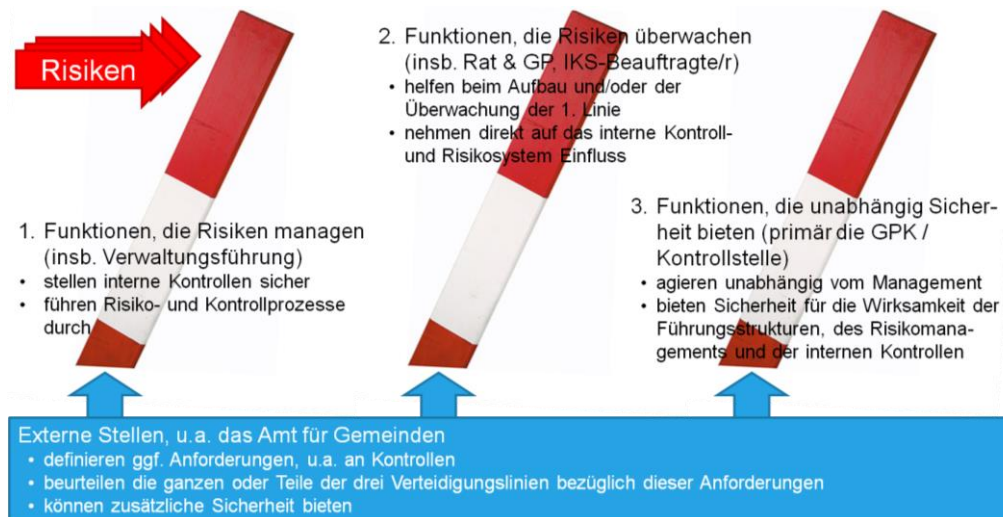 Risiken
1. Funktionen, die Risiken managen
(insb. Verwaltungsführung)
• stellen interne Kontrollen sicher
• führen Risiko- und Kontrollprozesse
durch
2. Funktionen, die Risiken überwachen
(insb. Rat & GP, IKS-Beauftragte/r)
• helfen beim Aufbau und/oder der
Überwachung der 1. Linie
• nehmen direkt auf das interne Kontroll-
und Risikosystem Einfluss
3. Funktionen, die unabhängig Sicher-
heit bieten (primär die GPK /
Kontrollstelle)
• agieren unabhängig vom Management
• bieten Sicherheit für die Wirksamkeit der
Führungsstrukturen, des Risikomana-
gements und der internen Kontrollen
Externe Stellen, u.a. das Amt für Gemeinden
• definieren ggf. Anforderungen, u.a. an Kontrollen
• beurteilen die ganzen oder Teile der drei Verteidigungslinien bezüglich dieser Anforderungen
• können zusätzliche Sicherheit bieten